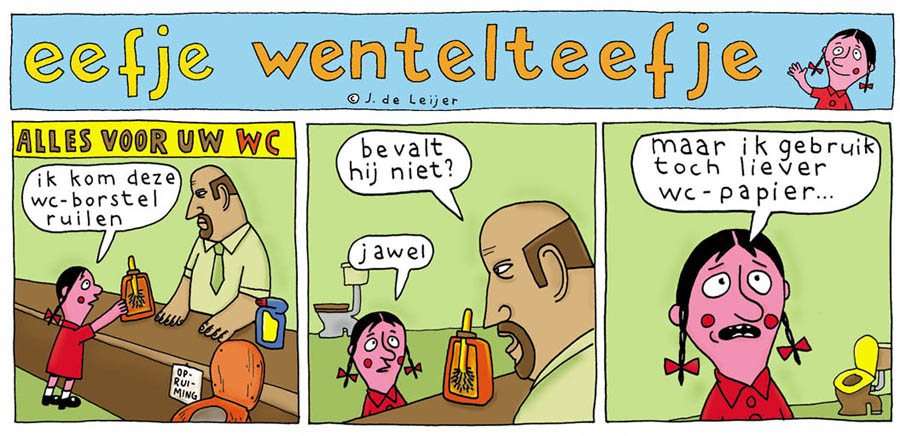 eefje wentelteefje
© J. de Leijer
ALLES VOOR UW WC
ik kom deze
wc-borstel
ruilen
OP-
RUI-
MING
bevalt
hij niet?
jawel
maar ik gebruik
toch liever
wc-papier...